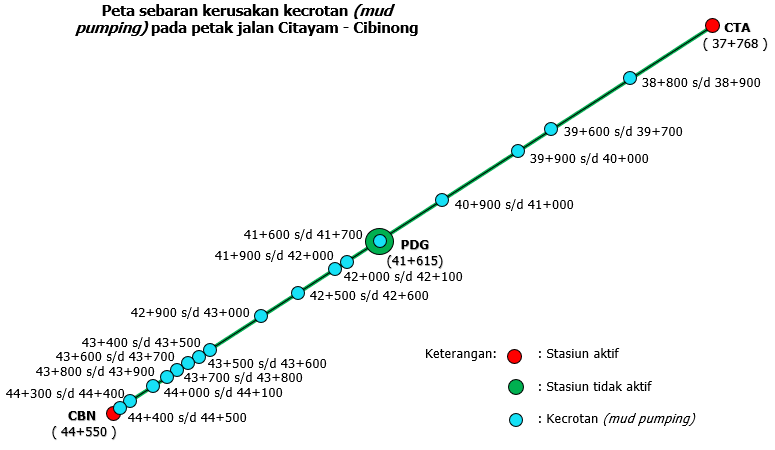 Peta sebaran kerusakan kecrotan (mud
pumping) pada petak jalan Citayam - Cibinong
CTA
( 37+768 )
38+800 s/d 38+900
39+600 s/d 39+700
39+900 s/d 40+000
40+900 s/d 41+000
41+600 s/d 41+700
PDG
(41+615)
41+900 s/d 42+000
42+000 s/d 42+100
42+500 s/d 42+600
42+900 s/d 43+000
43+400 s/d 43+500
43+500 s/d 43+600
43+600 s/d 43+700
43+700 s/d 43+800
43+800 s/d 43+900
44+000 s/d 44+100
44+300 s/d 44+400
44+400 s/d 44+500
CBN
( 44+550 )
Keterangan:
: Stasiun aktif
: Stasiun tidak aktif
: Kecrotan (mud pumping)